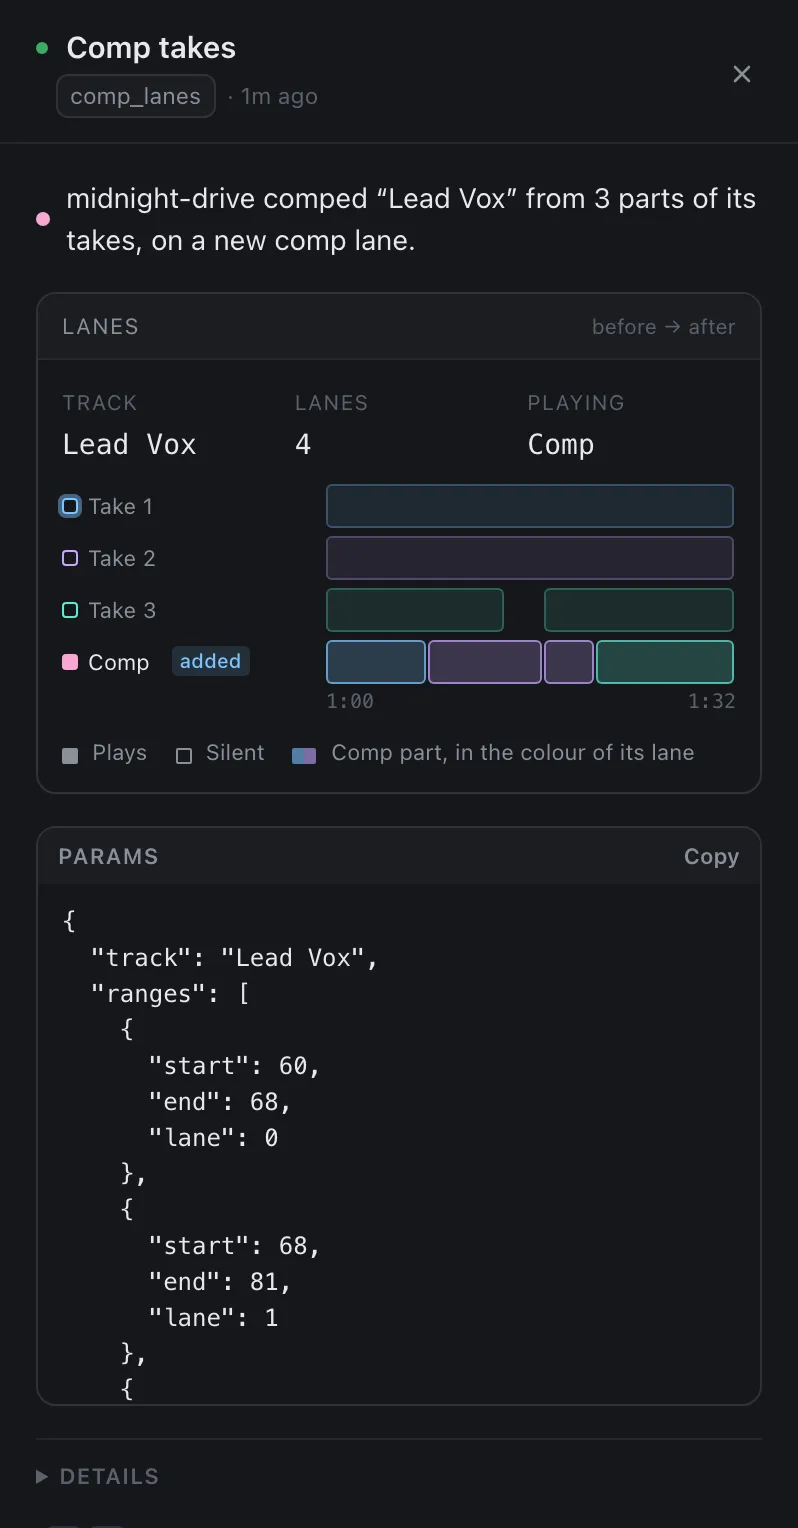 Comp takes
comp_lanes · 1m ago
midnight-drive comped “Lead Vox” from 3 parts of its
takes, on a new comp lane.
LANES before → after
TRACK LANES PLAYING
Lead Vox 4 Comp
Take 1
Take 2
Take 3
Comp added
1:00 1:32
Plays Silent Comp part, in the colour of its lane
PARAMS Copy
{
"track": "Lead Vox",
"ranges": [
{
"start": 60,
"end": 68,
"lane": 0
},
{
"start": 68,
"end": 81,
"lane": 1
},
{
DETAILS